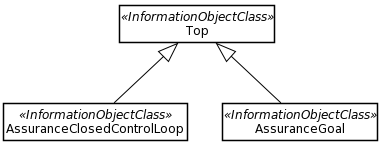 «InformationObjectClass»
Top
«InformationObjectClass»
AssuranceClosedControlLoop
«InformationObjectClass»
AssuranceGoal